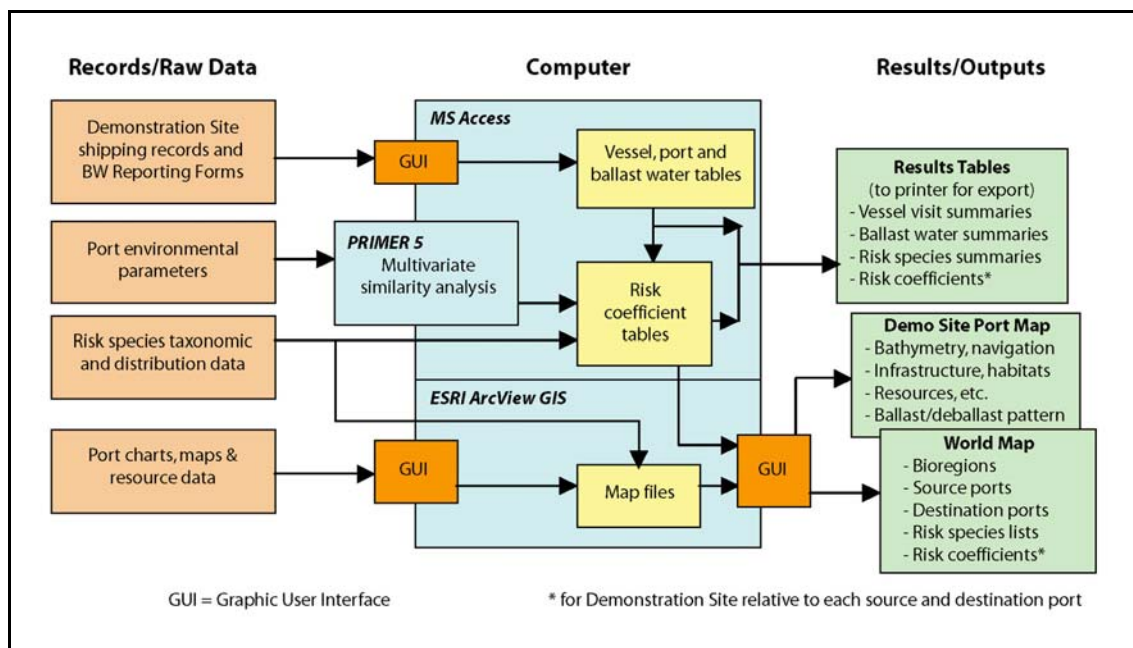 Records/Raw Data
Computer
Results/Outputs
Demonstration Site
shipping records and
BW Reporting Forms
Port environmental
parameters
Risk species taxonomic
and distribution data
Port charts, maps &
resource data
MS Access
GUI
Vessel, port and
ballast water tables
PRIMER 5
Multivariate
similarity analysis
Risk
coefficient
tables
ESRI ArcView GIS
GUI
Map files
GUI
Results Tables
(to printer for export)
- Vessel visit summaries
- Ballast water summaries
- Risk species summaries
- Risk coefficients*
Demo Site Port Map
- Bathymetry, navigation
- Infrastructure, habitats
- Resources, etc.
- Ballast/deballast pattern
World Map
- Bioregions
- Source ports
- Destination ports
- Risk species lists
- Risk coefficients*
GUI = Graphic User Interface
* for Demonstration Site relative to each source and destination port